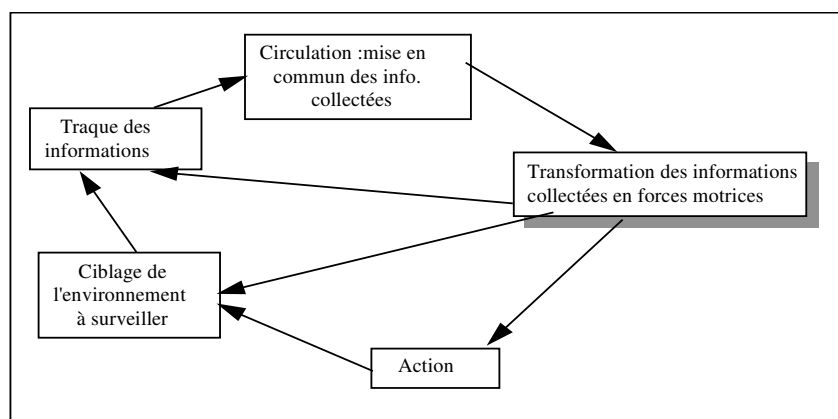 Circulation :mise en
commun des info.
collectées
Traque des
informations
Transformation des informations
collectées en forces motrices
Ciblage de
l'environnement
à surveiller
Action